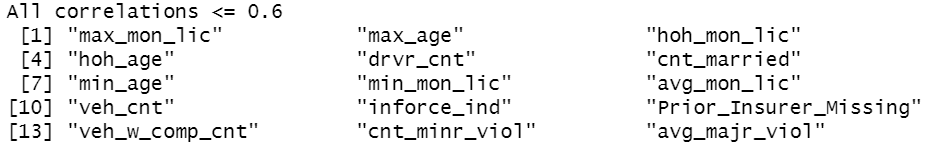 All correlations <= 0.6
 [1] "max_mon_lic"          "max_age"              "hoh_mon_lic"
 [4] "hoh_age"              "drvr_cnt"             "cnt_married"
 [7] "min_age"              "min_mon_lic"          "avg_mon_lic"
[10] "veh_cnt"              "inforce_ind"          "Prior_Insurer_Missing"
[13] "veh_w_comp_cnt"       "cnt_minr_viol"        "avg_majr_viol"